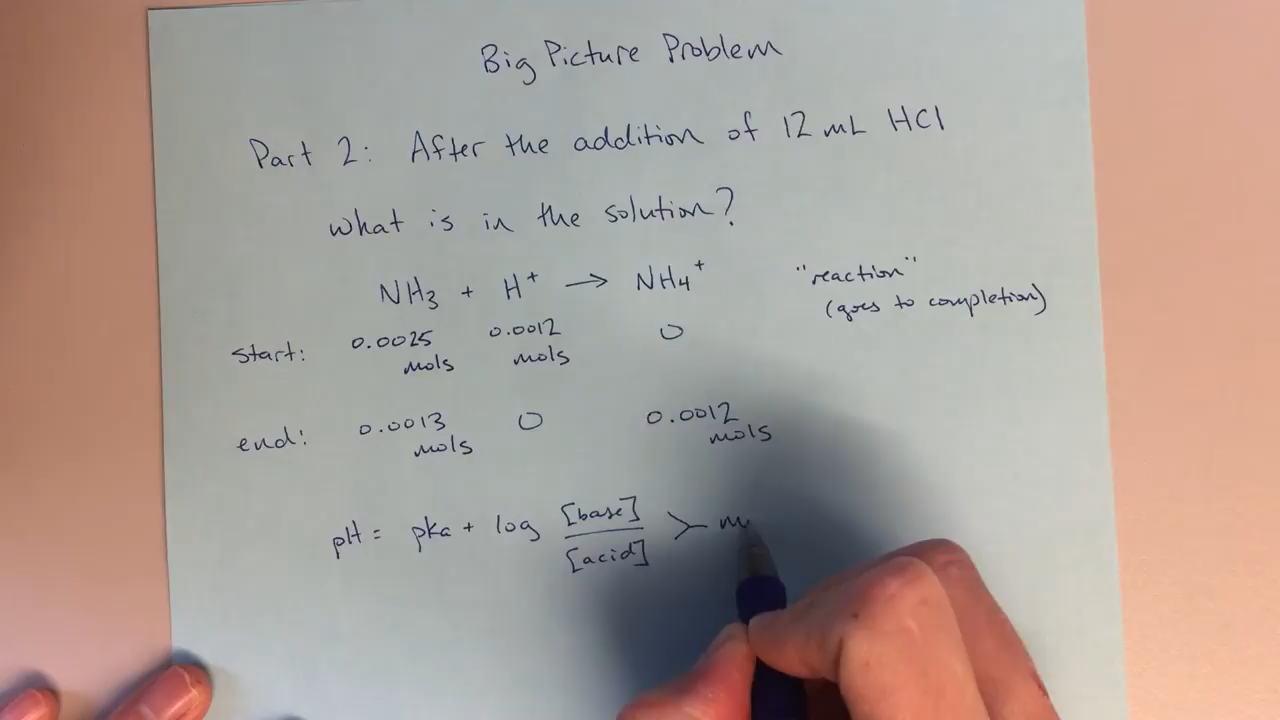 Big Picture Problem
Part 2: After the addition of 12 mL HCl
what is in the solution?
NH3 + H+ → NH4+ "reaction"
(goes to completion)
start: 0.0025 mols 0.0012 mols 0
end: 0.0013 mols 0 0.0012 mols
pH = pka + log [base]/[acid] > m